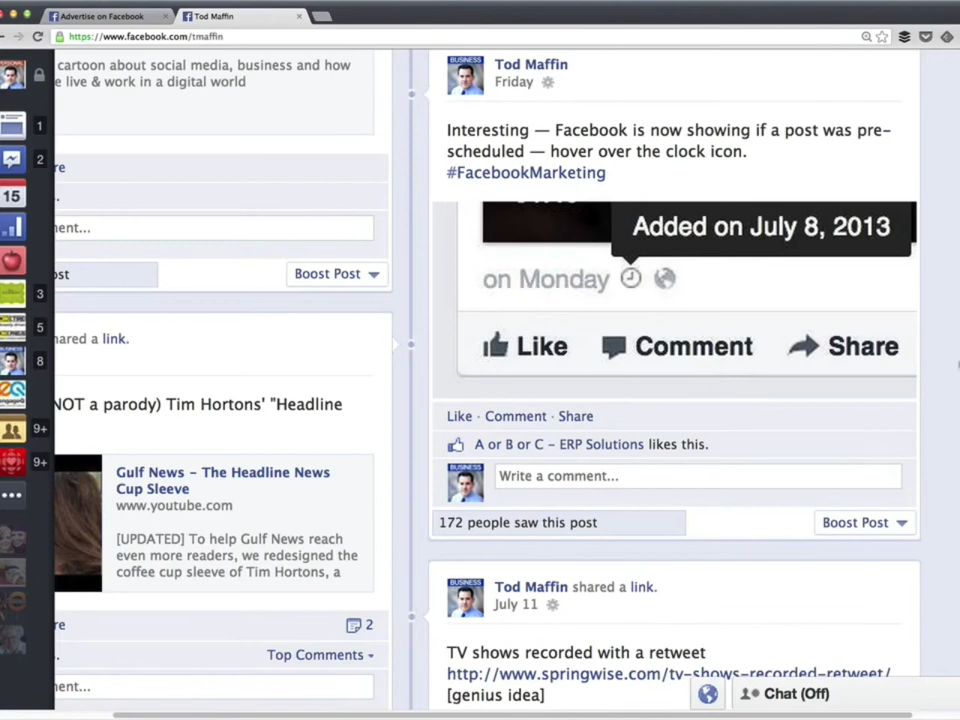 Advertise on Facebook
Tod Maffin
https://www.facebook.com/tmaffin
cartoon about social media, business and how
e live & work in a digital world
re
ment...
ost
Boost Post
shared a link.
NOT a parody) Tim Hortons' "Headline
Gulf News – The Headline News
Cup Sleeve
www.youtube.com
[UPDATED] To help Gulf News reach
even more readers, we redesigned the
coffee cup sleeve of Tim Hortons, a
re
2
Top Comments
ment...
1
2
15
3
5
8
9+
9+
BUSINESS
Tod Maffin
Friday
Interesting — Facebook is now showing if a post was pre-
scheduled — hover over the clock icon.
#FacebookMarketing
Added on July 8, 2013
on Monday
Like Comment Share
Like · Comment · Share
A or B or C – ERP Solutions likes this.
BUSINESS
Write a comment...
172 people saw this post
Boost Post
BUSINESS
Tod Maffin shared a link.
July 11
TV shows recorded with a retweet
http://www.springwise.com/tv-shows-recorded-retweet/
[genius idea]
Chat (Off)